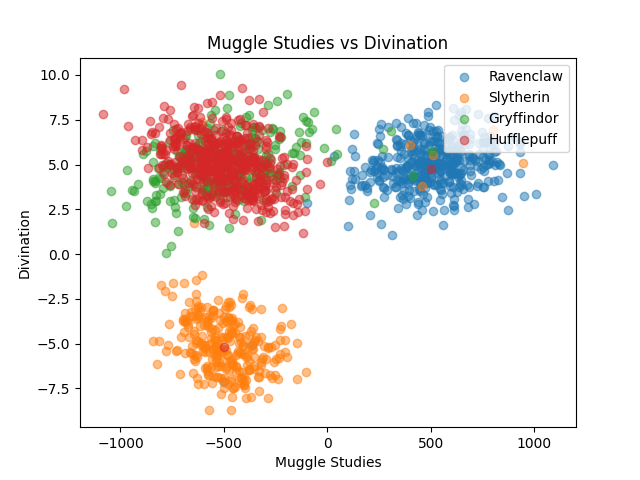 Muggle Studies vs Divination
Ravenclaw
Slytherin
Gryffindor
Hufflepuff
10.0
7.5
5.0
2.5
0.0
−2.5
−5.0
−7.5
Divination
−1000
−500
0
500
1000
Muggle Studies